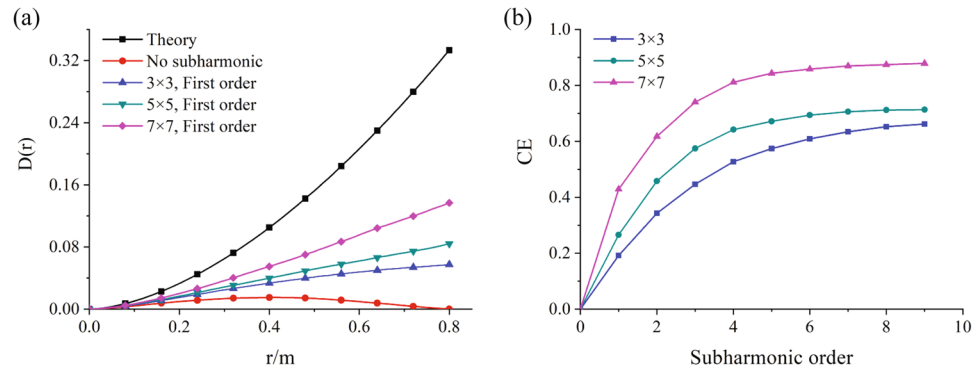 (a)
Theory
No subharmonic
3×3, First order
5×5, First order
7×7, First order
0.32
0.24
0.16
0.08
0.00
D(r)
0.0 0.2 0.4 0.6 0.8
r/m
(b)
3×3
5×5
7×7
1.0
0.8
0.6
0.4
0.2
0.0
CE
0 2 4 6 8 10
Subharmonic order